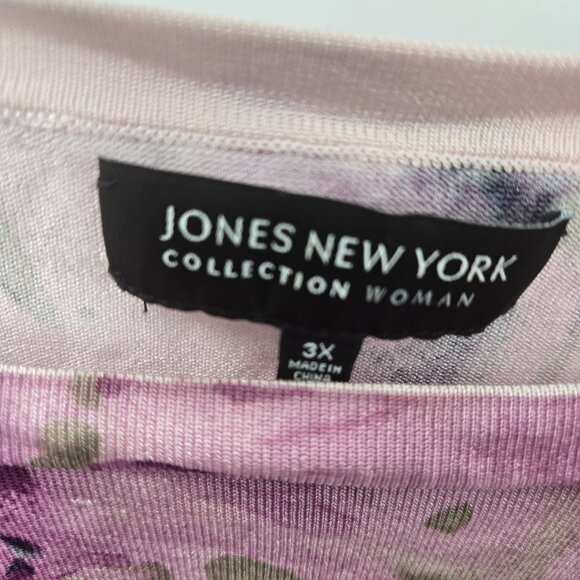 JONES NEW YORK
COLLECTION WOMAN
3X
MADE IN
CHINA